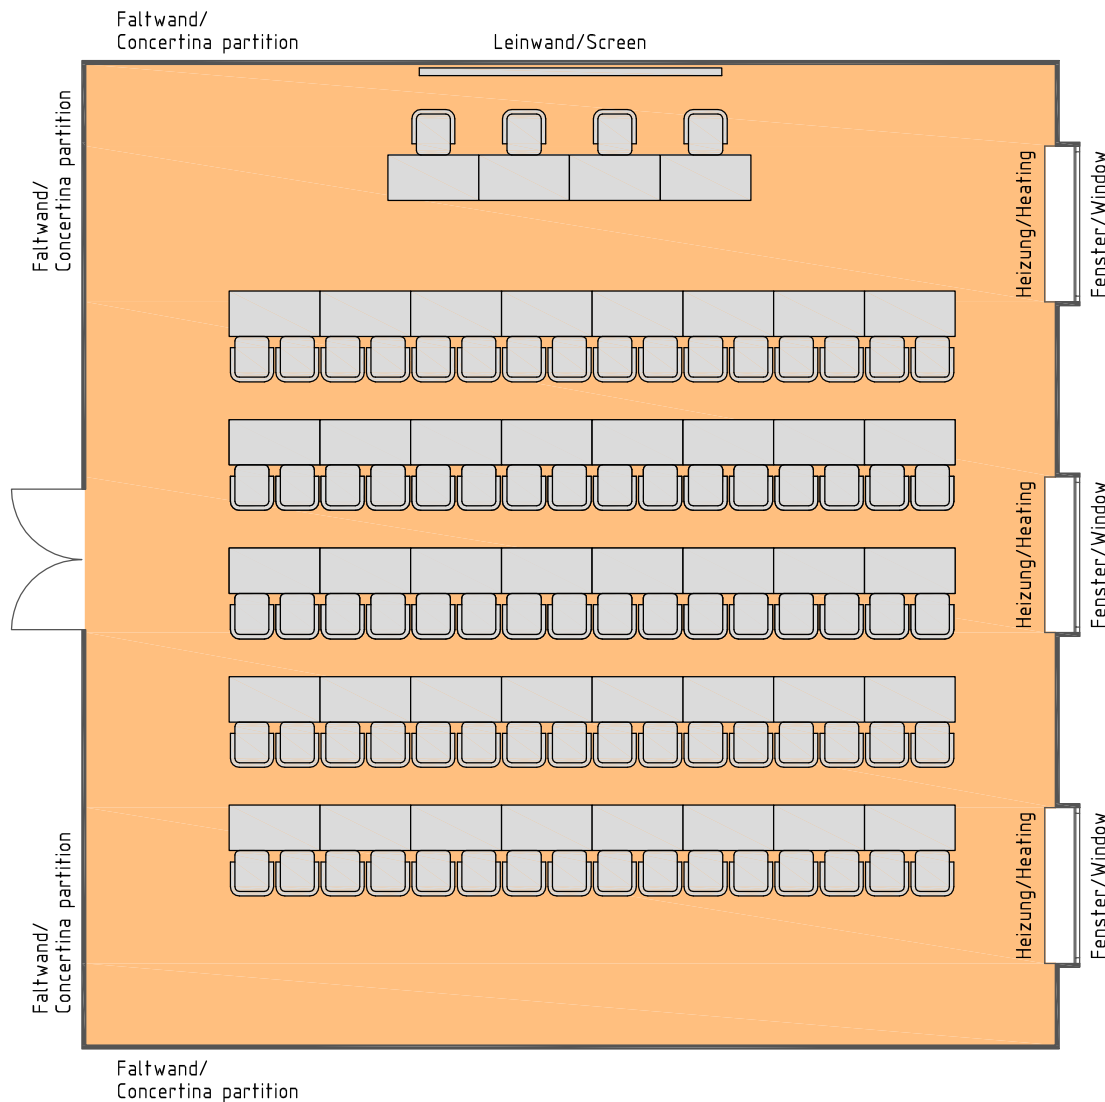 Faltwand/
Concertina partition
Leinwand/Screen
Faltwand/
Concertina partition
Heizung/Heating
Fenster/Window
Heizung/Heating
Fenster/Window
Faltwand/
Concertina partition
Heizung/Heating
Fenster/Window
Faltwand/
Concertina partition